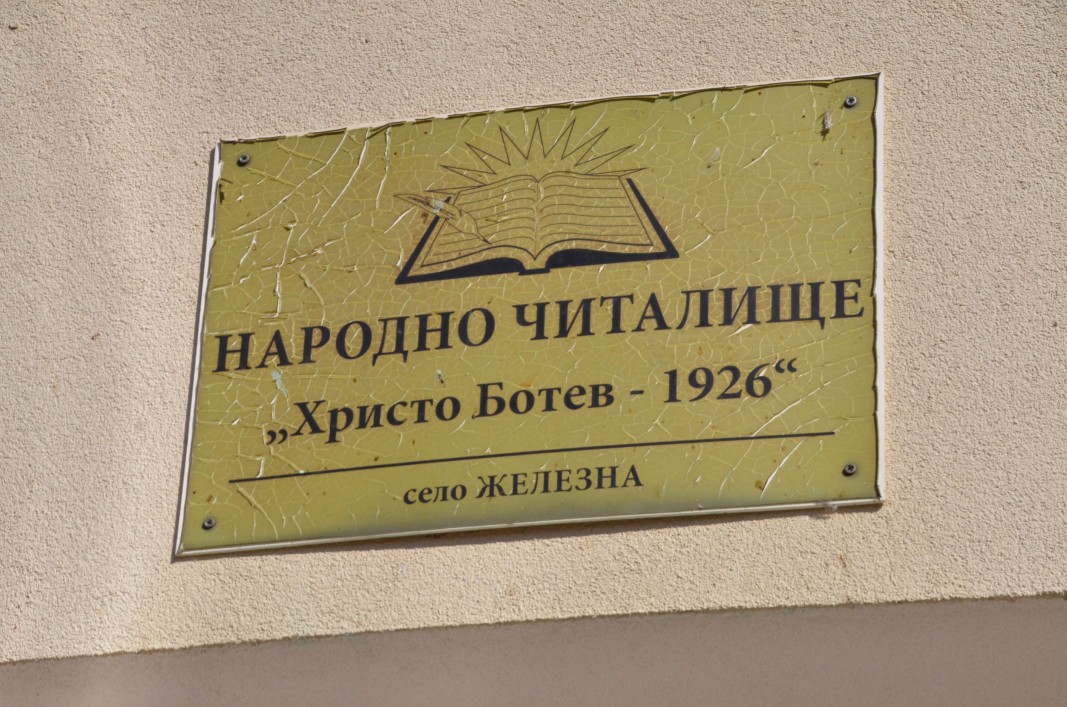 НАРОДНО ЧИТАЛИЩЕ
„Христо Ботев - 1926“
село ЖЕЛЕЗНА